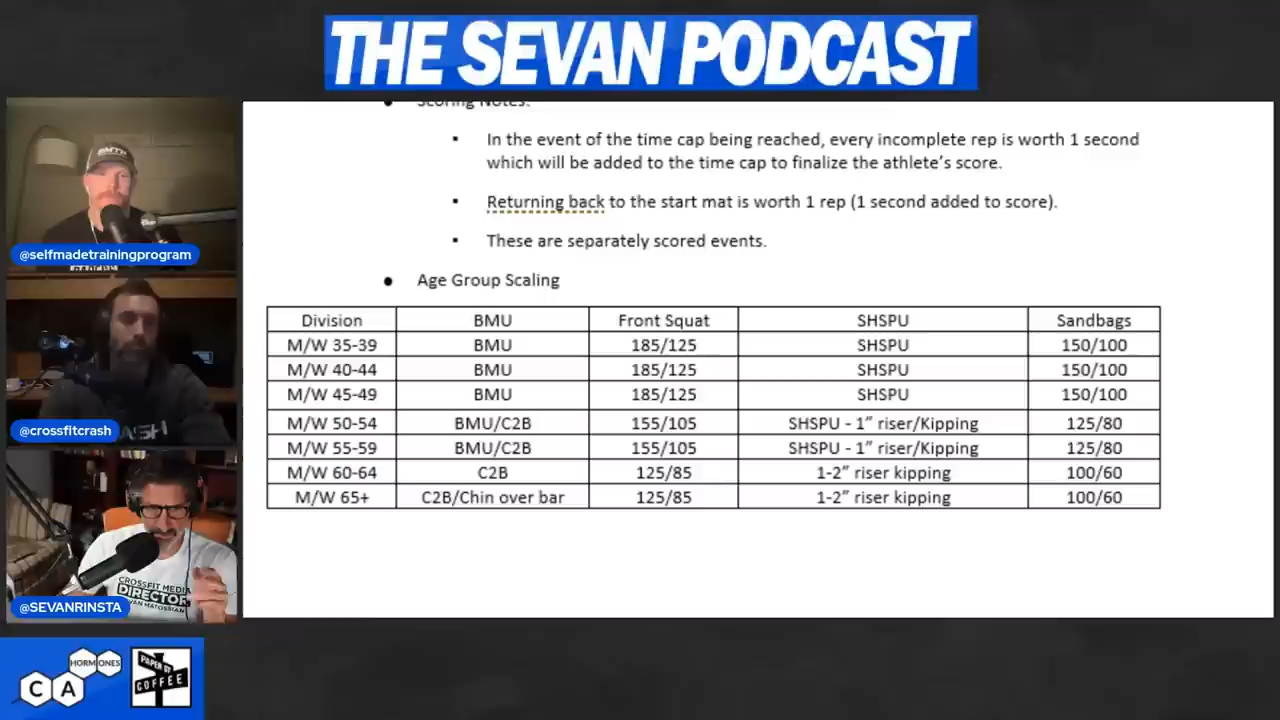 THE SEVAN PODCAST
Scoring Notes:
▪ In the event of the time cap being reached, every incomplete rep is worth 1 second
which will be added to the time cap to finalize the athlete’s score.
▪ Returning back to the start mat is worth 1 rep (1 second added to score).
▪ These are separately scored events.
● Age Group Scaling
Division BMU Front Squat SHSPU Sandbags
M/W 35-39 BMU 185/125 SHSPU 150/100
M/W 40-44 BMU 185/125 SHSPU 150/100
M/W 45-49 BMU 185/125 SHSPU 150/100
M/W 50-54 BMU/C2B 155/105 SHSPU - 1” riser/Kipping 125/80
M/W 55-59 BMU/C2B 155/105 SHSPU - 1” riser/Kipping 125/80
M/W 60-64 C2B 125/85 1-2” riser kipping 100/60
M/W 65+ C2B/Chin over bar 125/85 1-2” riser kipping 100/60
@selfmadetrainingprogram
@crossfitcrash
CROSSFIT MEDIA
DIRECTOR
@SEVANRINSTA
CA HORMONES
PAPER ST
COFFEE